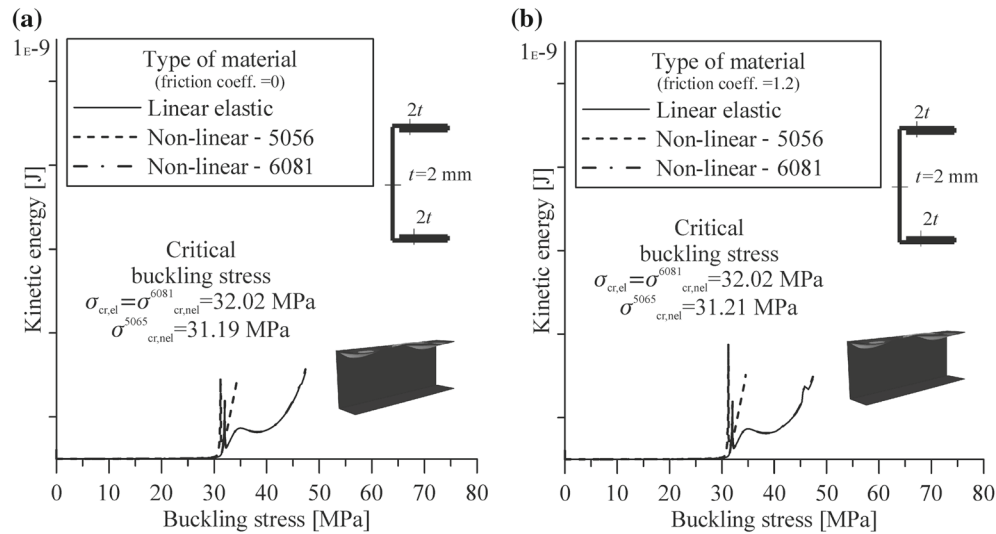 (a)
1E-9
Type of material
(friction coeff. =0)
Linear elastic
Non-linear - 5056
Non-linear - 6081
2t
t=2 mm
2t
Kinetic energy [J]
Critical
buckling stress
σcr,el=σ6081cr,nel=32.02 MPa
σ5065cr,nel=31.19 MPa
0 10 20 30 40 50 60 70 80
Buckling stress [MPa]
(b)
1E-9
Type of material
(friction coeff. =1.2)
Linear elastic
Non-linear - 5056
Non-linear - 6081
2t
t=2 mm
2t
Kinetic energy [J]
Critical
buckling stress
σcr,el=σ6081cr,nel=32.02 MPa
σ5065cr,nel=31.21 MPa
0 10 20 30 40 50 60 70 80
Buckling stress [MPa]